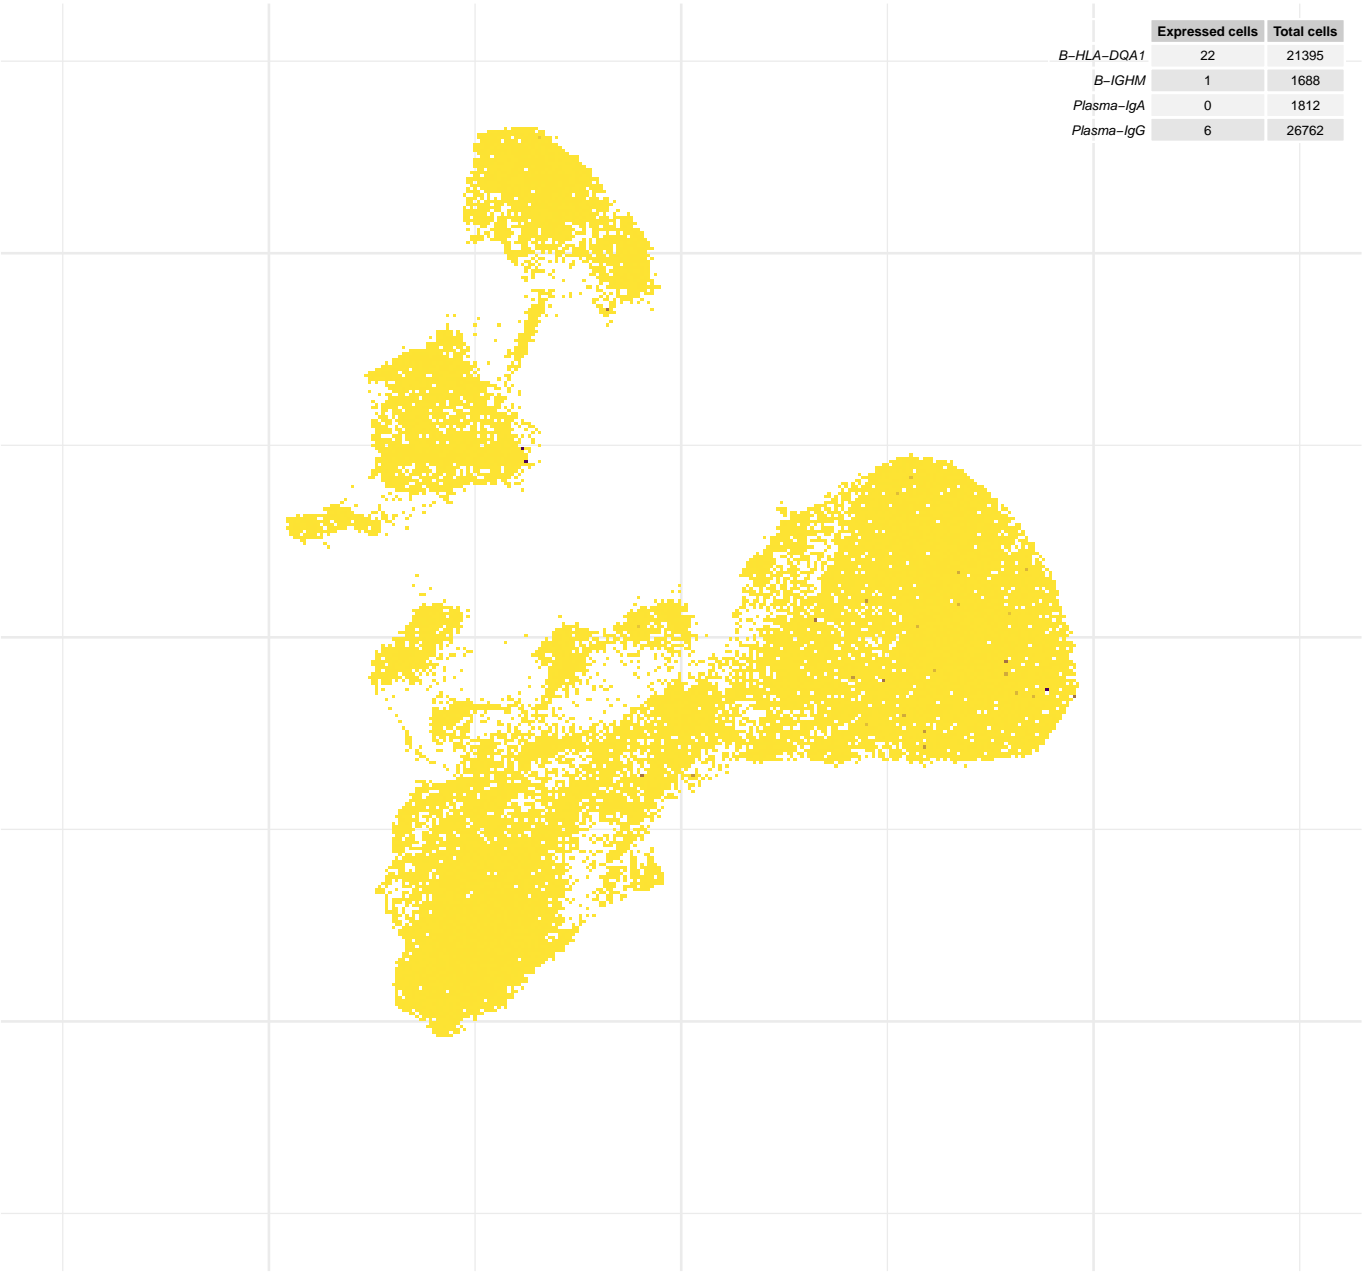 Expressed cells Total cells
B−HLA−DQA1 22 21395
B−IGHM 1 1688
Plasma−IgA 0 1812
Plasma−IgG 6 26762